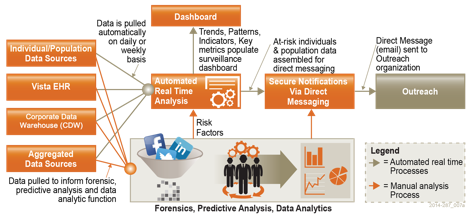 Dashboard
Data is pulled
automatically
on daily or
weekly
basis
Trends, Patterns,
Indicators, Key
metrics populate
surveillance
dashboard
At-risk individuals
& population data
assembled for
direct messaging
Direct Message
(email) sent to
Outreach
organization
Individual/Population
Data Sources
Vista EHR
Corporate Data
Warehouse (CDW)
Aggregated
Data Sources
Automated
Real Time
Analysis
Secure Notifications
Via Direct
Messaging
Outreach
Risk
Factors
Data pulled to inform forensic,
predictive analysis and data
analytic function
Forensics, Predictive Analysis, Data Analytics
Legend
= Automated real time
Processes
= Manual analysis
Process